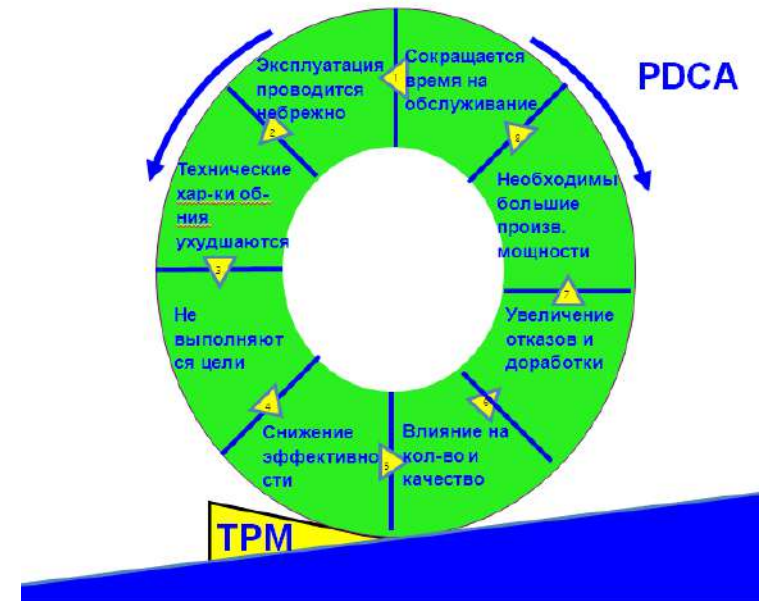 PDCA
Сокращается
время на
обслуживание
1
Эксплуатация
проводится
небрежно
2
Технические
хар-ки об-
ния
ухудшаются
3
Не
выполняют
ся цели
4
Снижение
эффективно
сти
5
Влияние на
кол-во и
качество
6
Увеличение
отказов и
доработки
7
Необходимы
большие
произв.
мощности
8
TPM